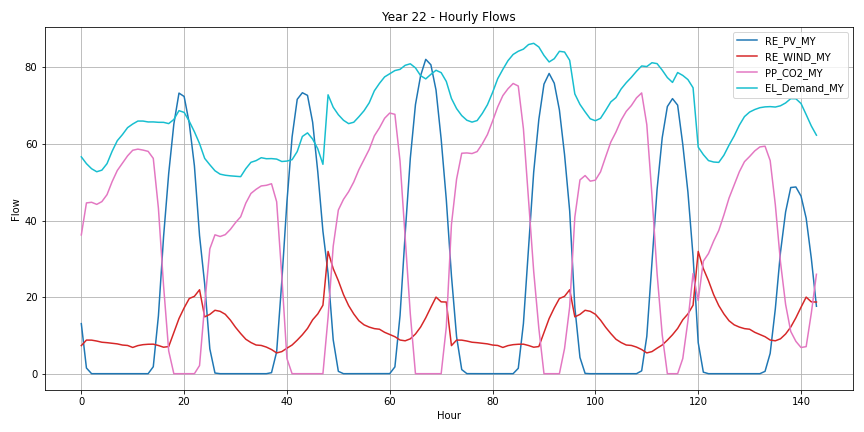 Year 22 - Hourly Flows
RE_PV_MY
RE_WIND_MY
PP_CO2_MY
EL_Demand_MY
80
60
40
20
0
Flow
0 20 40 60 80 100 120 140
Hour